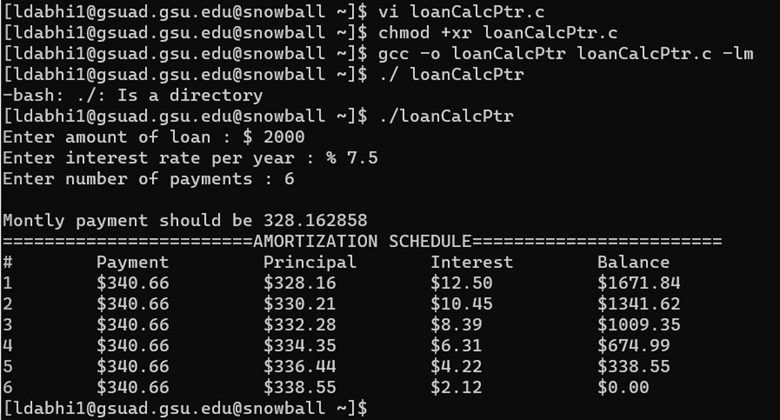 [ldabhi1@gsuad.gsu.edu@snowball ~]$ vi loanCalcPtr.c
[ldabhi1@gsuad.gsu.edu@snowball ~]$ chmod +xr loanCalcPtr.c
[ldabhi1@gsuad.gsu.edu@snowball ~]$ gcc -o loanCalcPtr loanCalcPtr.c -lm
[ldabhi1@gsuad.gsu.edu@snowball ~]$ ./ loanCalcPtr
-bash: ./: Is a directory
[ldabhi1@gsuad.gsu.edu@snowball ~]$ ./loanCalcPtr
Enter amount of loan : $ 2000
Enter interest rate per year : % 7.5
Enter number of payments : 6
Montly payment should be 328.162858
========================AMORTIZATION SCHEDULE========================
# Payment Principal Interest Balance
1 $340.66 $328.16 $12.50 $1671.84
2 $340.66 $330.21 $10.45 $1341.62
3 $340.66 $332.28 $8.39 $1009.35
4 $340.66 $334.35 $6.31 $674.99
5 $340.66 $336.44 $4.22 $338.55
6 $340.66 $338.55 $2.12 $0.00
[ldabhi1@gsuad.gsu.edu@snowball ~]$